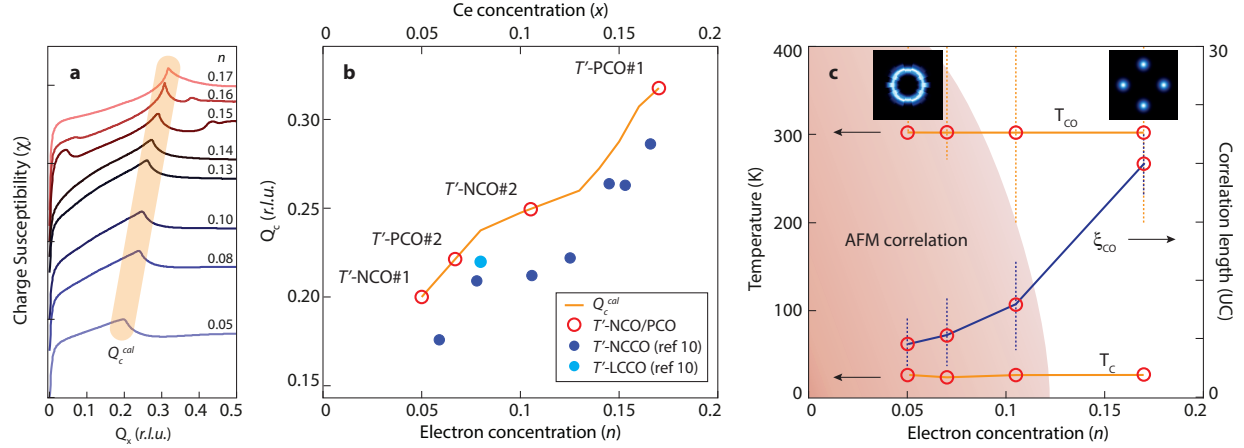 a
n
0.17
0.16
0.15
0.14
0.13
0.10
0.08
0.05
Q_c^cal
Charge Susceptibility (χ)
0 0.1 0.2 0.3 0.4 0.5
Q_x (r.l.u.)
Ce concentration (x)
0 0.05 0.1 0.15 0.2
b
T′-PCO#1
T′-NCO#2
T′-PCO#2
T′-NCO#1
Q_c (r.l.u.)
0.30
0.25
0.20
0.15
Q_c^cal
T′-NCO/PCO
T′-NCCO (ref 10)
T′-LCCO (ref 10)
0 0.05 0.1 0.15 0.2
Electron concentration (n)
c
400
300
200
100
0
Temperature (K)
T_CO
AFM correlation
ξ_CO
T_C
30
0
Correlation length (UC)
0 0.05 0.1 0.15 0.2
Electron concentration (n)